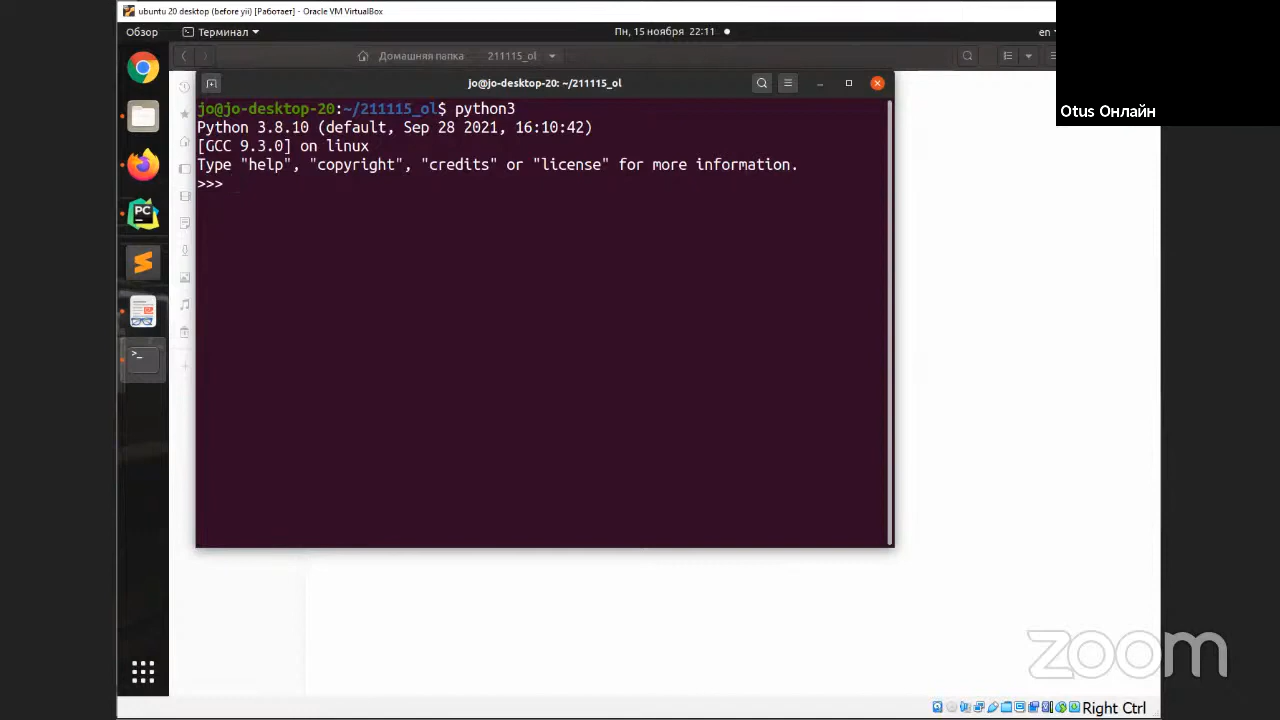 ubuntu 20 desktop (before yii) [Работает] - Oracle VM VirtualBox
Обзор
Терминал
Пн, 15 ноября 22:11
en
Домашняя папка
211115_ol
Otus Онлайн
jo@jo-desktop-20: ~/211115_ol
jo@jo-desktop-20:~/211115_ol$ python3
Python 3.8.10 (default, Sep 28 2021, 16:10:42)
[GCC 9.3.0] on linux
Type "help", "copyright", "credits" or "license" for more information.
>>>
PC
>_
zoom
Right Ctrl